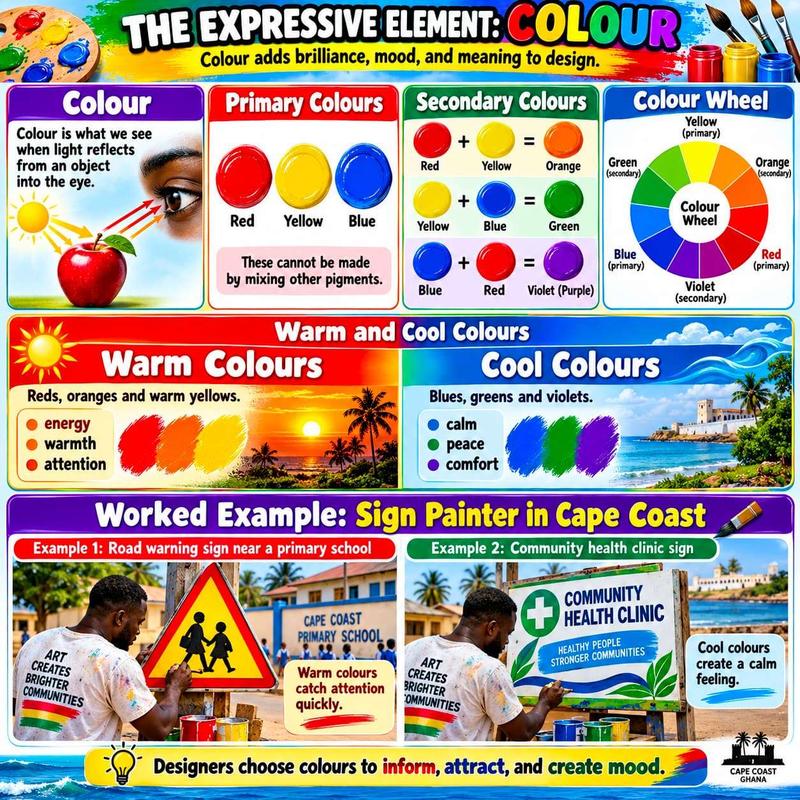 THE EXPRESSIVE ELEMENT: COLOUR
Colour adds brilliance, mood, and meaning to design.
Colour
Colour is what we see
when light reflects
from an object
into the eye.
Primary Colours
Red
Yellow
Blue
These cannot be made
by mixing other pigments.
Secondary Colours
+ =
Red Yellow Orange
+ =
Yellow Blue Green
+ =
Blue Red Violet (Purple)
Colour Wheel
Yellow
(primary)
Green
(secondary)
Orange
(secondary)
Colour
Wheel
Blue
(primary)
Red
(primary)
Violet
(secondary)
Warm and Cool Colours
Warm Colours
Reds, oranges and warm yellows.
energy
warmth
attention
Cool Colours
Blues, greens and violets.
calm
peace
comfort
Worked Example: Sign Painter in Cape Coast
Example 1: Road warning sign near a primary school
CAPE COAST
PRIMARY SCHOOL
ART
CREATES
BRIGHTER
COMMUNITIES
Warm colours
catch attention
quickly.
Example 2: Community health clinic sign
COMMUNITY
HEALTH CLINIC
HEALTHY PEOPLE
STRONGER COMMUNITIES
ART
CREATES
BRIGHTER
COMMUNITIES
Cool colours
create a calm
feeling.
Designers choose colours to inform, attract, and create mood.
CAPE COAST
GHANA